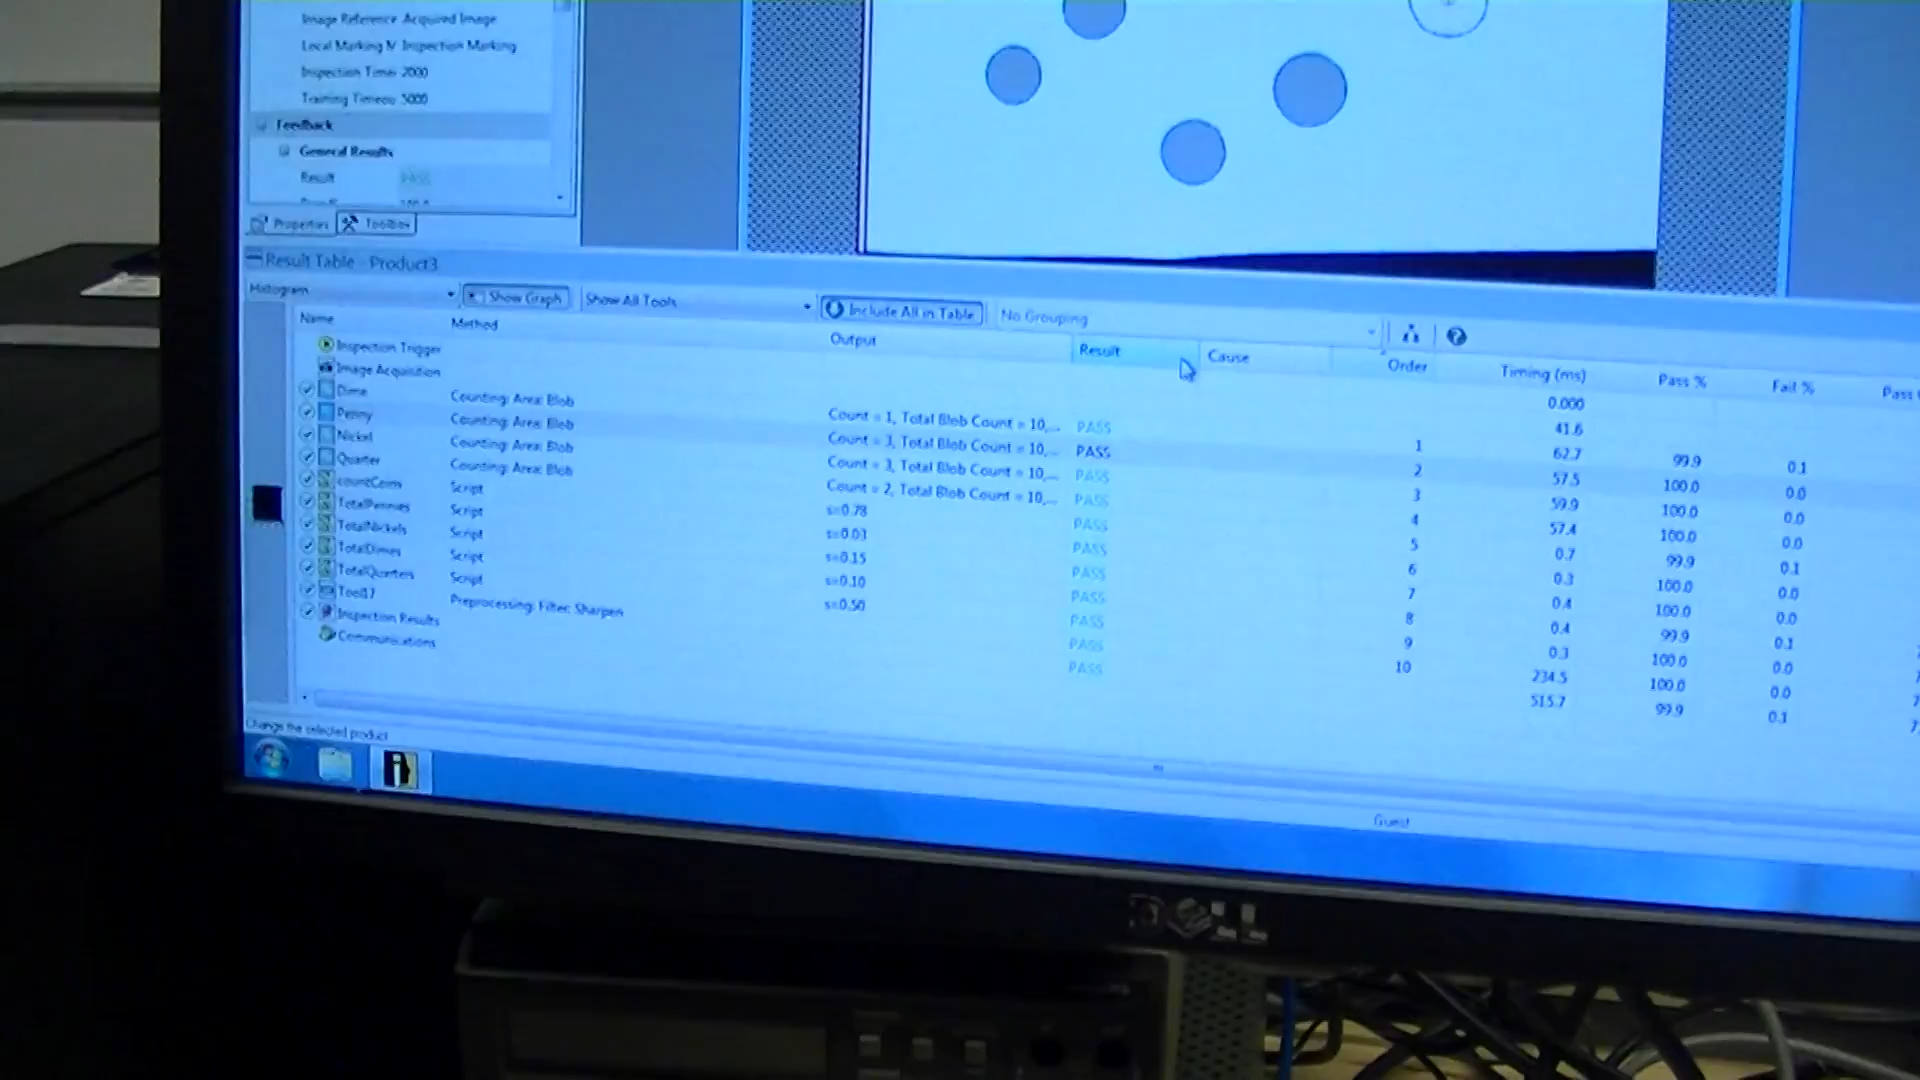 Image Reference Acquired Image
Local Marking M Inspection Marking
Inspection Time 2000
Training Timeou 5000
Feedback
General Results
Result PASS
Properties Toolbox
Result Table - Product3
Histogram Show Graph Show All Tools Include All in Table No Grouping
Name Method Output Result Cause Order Timing (ms) Pass % Fail % Pass
Inspection Trigger 0.000
Image Acquisition 41.6
Dime Counting: Area: Blob Count = 1, Total Blob Count = 10,... PASS 1 62.7 99.9 0.1
Penny Counting: Area: Blob Count = 3, Total Blob Count = 10,... PASS 2 57.5 100.0 0.0
Nickel Counting: Area: Blob Count = 3, Total Blob Count = 10,... PASS 3 59.9 100.0 0.0
Quarter Counting: Area: Blob Count = 2, Total Blob Count = 10,... PASS 4 57.4 100.0 0.0
countCoins Script s=0.78 PASS 5 0.7 99.9 0.1
TotalPennies Script s=0.03 PASS 6 0.3 100.0 0.0
TotalNickels Script s=0.15 PASS 7 0.4 100.0 0.0
TotalDimes Script s=0.10 PASS 8 0.4 99.9 0.1
TotalQuarters Script s=0.50 PASS 9 0.3 100.0 0.0
Tool17 Preprocessing: Filter: Sharpen PASS 10 234.5 100.0 0.0
Inspection Results PASS 515.7 99.9 0.1
Communications
Change the selected product
Guest
DELL